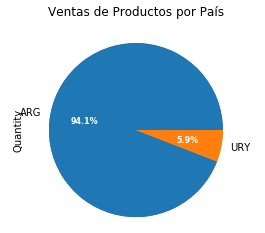 Ventas de Productos por País
ARG
94.1%
Quantity
5.9%
URY